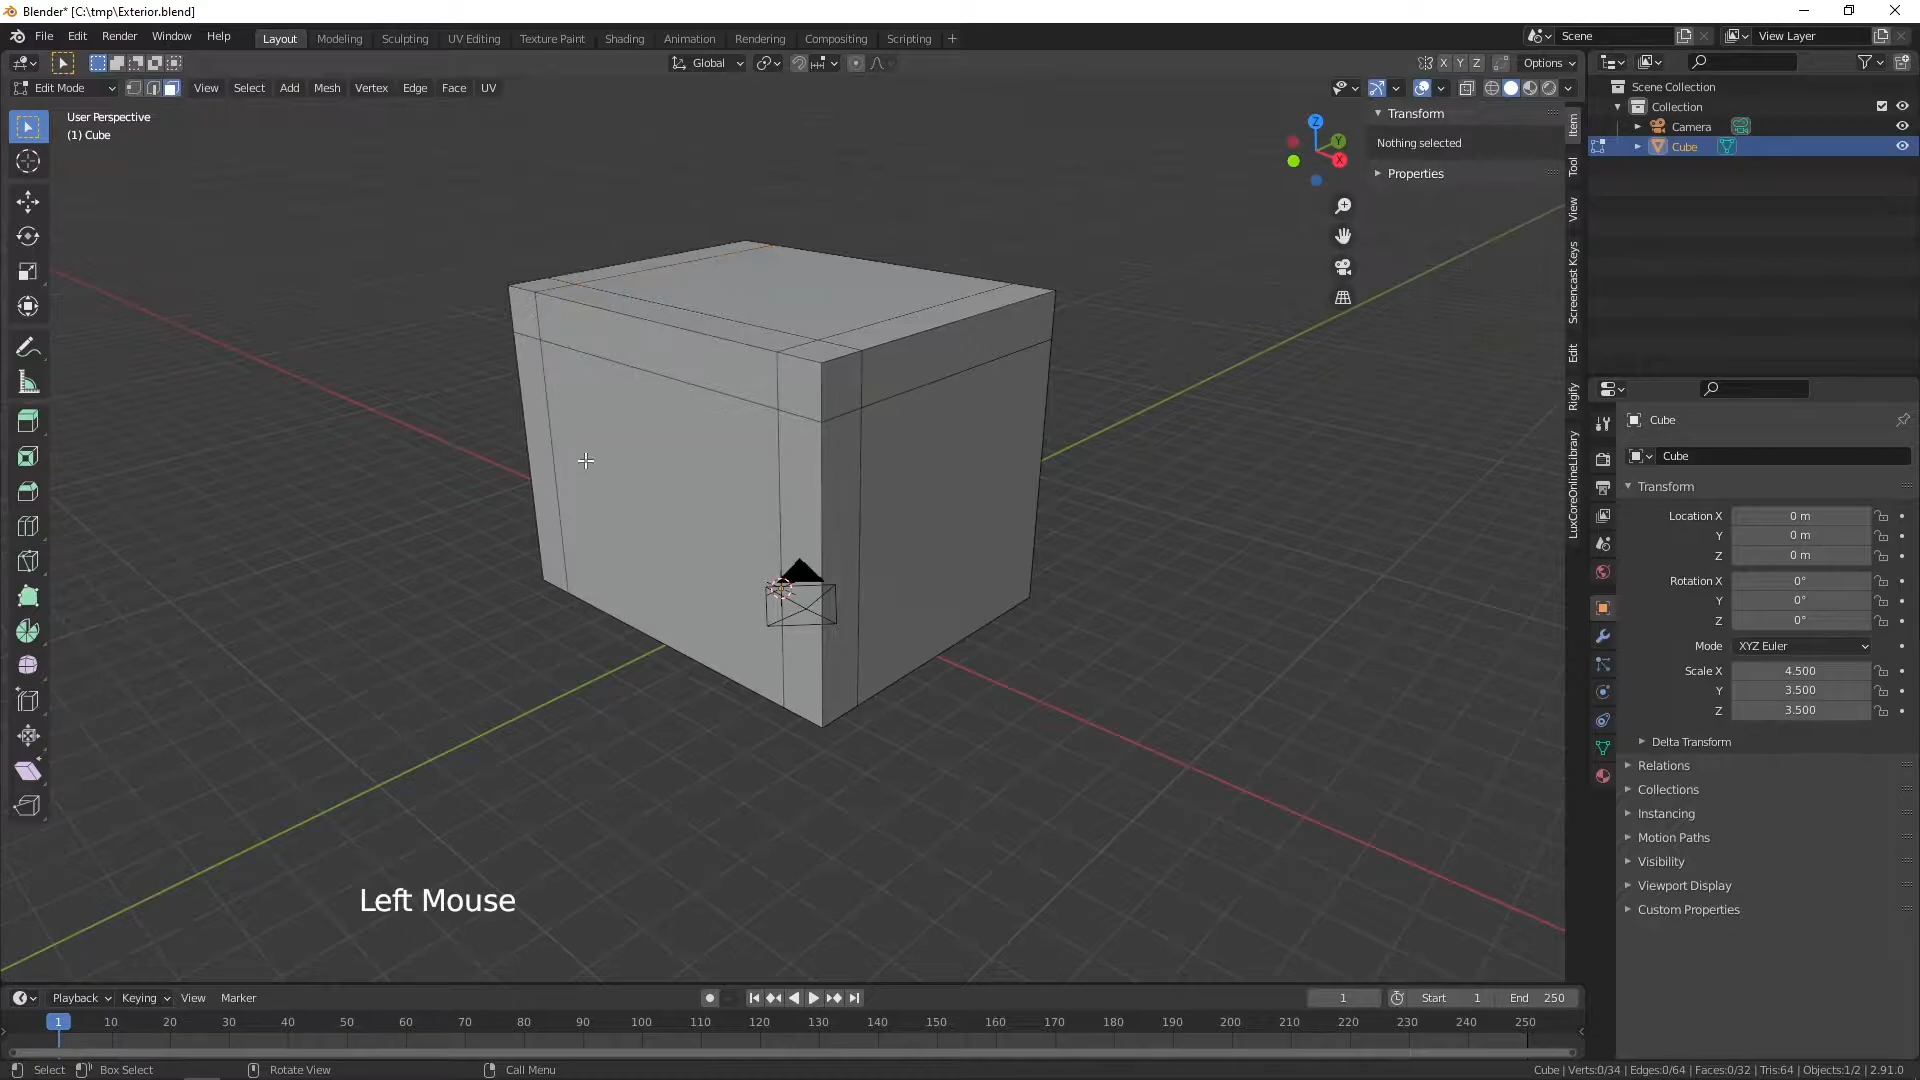 Blender* [C:\tmp\Exterior.blend]
File Edit Render Window Help Layout Modeling Sculpting UV Editing Texture Paint Shading Animation Rendering Compositing Scripting + Scene View Layer
Global X Y Z Options
Edit Mode View Select Add Mesh Vertex Edge Face UV
Scene Collection
Collection
Camera
Cube
User Perspective
(1) Cube
Transform
Nothing selected
Properties
Z
Y
X
Item
Tool
View
Screencast Keys
Edit
Rigify
LuxCoreOnlineLibrary
Cube
Cube
Transform
Location X 0 m
Y 0 m
Z 0 m
Rotation X 0°
Y 0°
Z 0°
Mode XYZ Euler
Scale X 4.500
Y 3.500
Z 3.500
Delta Transform
Relations
Collections
Instancing
Motion Paths
Visibility
Viewport Display
Custom Properties
Left Mouse
Playback Keying View Marker 1 Start 1 End 250
1 10 20 30 40 50 60 70 80 90 100 110 120 130 140 150 160 170 180 190 200 210 220 230 240 250
Select Box Select Rotate View Call Menu Cube | Verts:0/34 | Edges:0/64 | Faces:0/32 | Tris:64 | Objects:1/2 | 2.91.0